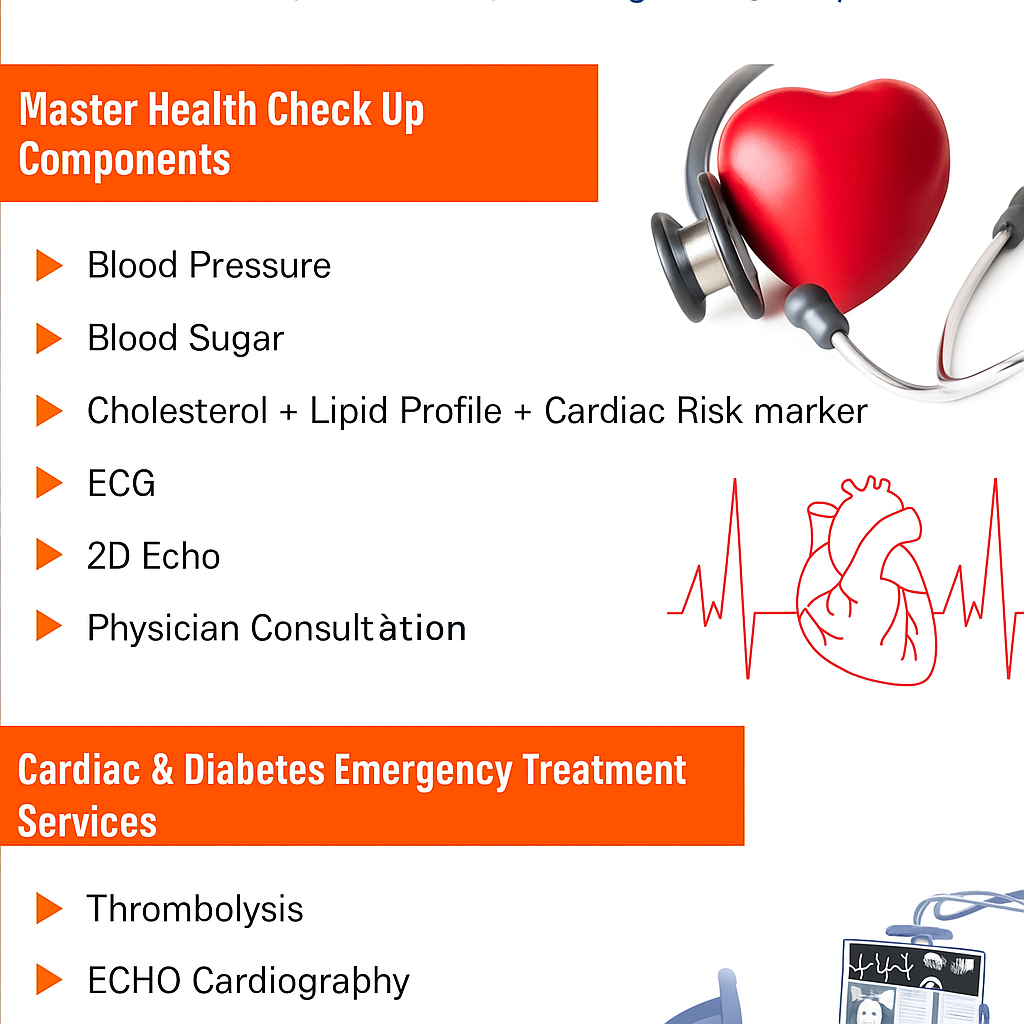 Master Health Check Up
Components
Blood Pressure
Blood Sugar
Cholesterol + Lipid Profile + Cardiac Risk marker
ECG
2D Echo
Physician Consultàtion
Cardiac & Diabetes Emergency Treatment
Services
Thrombolysis
ECHO Cardiograþhy